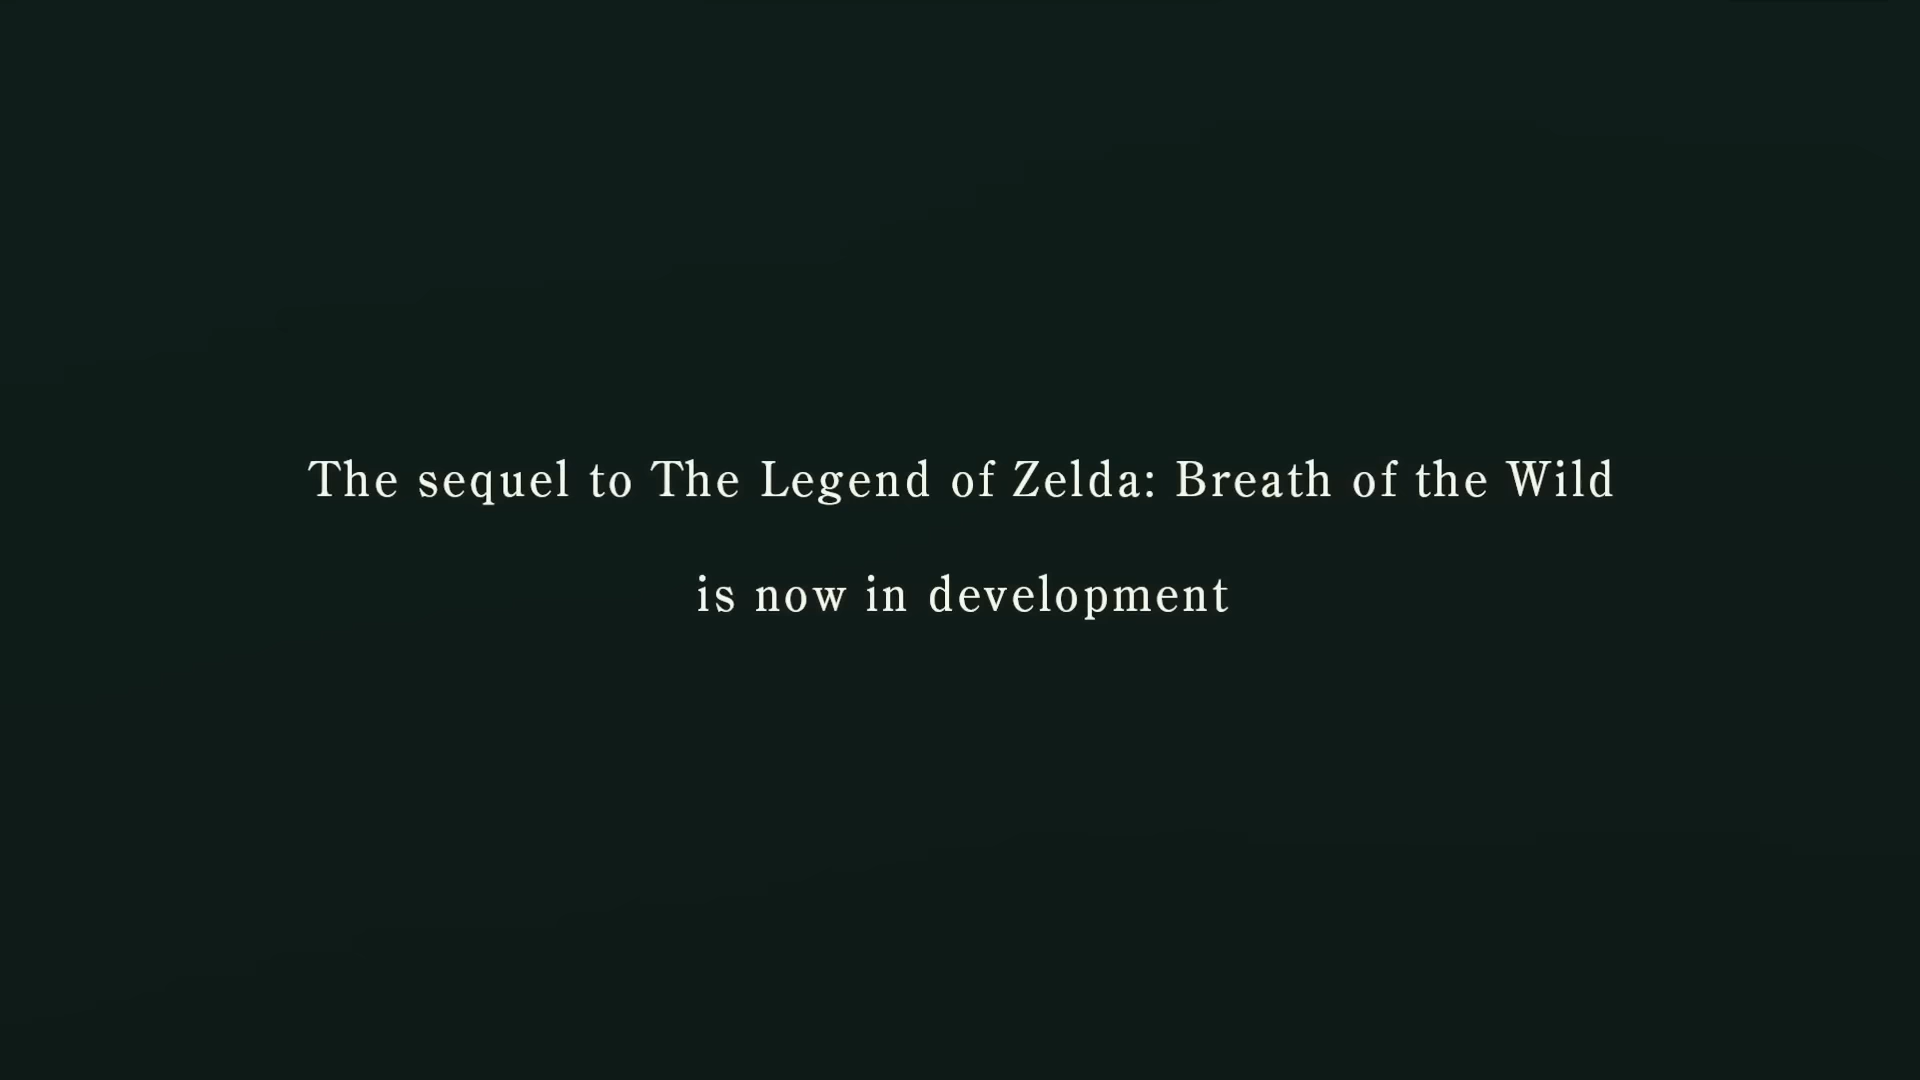 The sequel to The Legend of Zelda: Breath of the Wild
is now in development